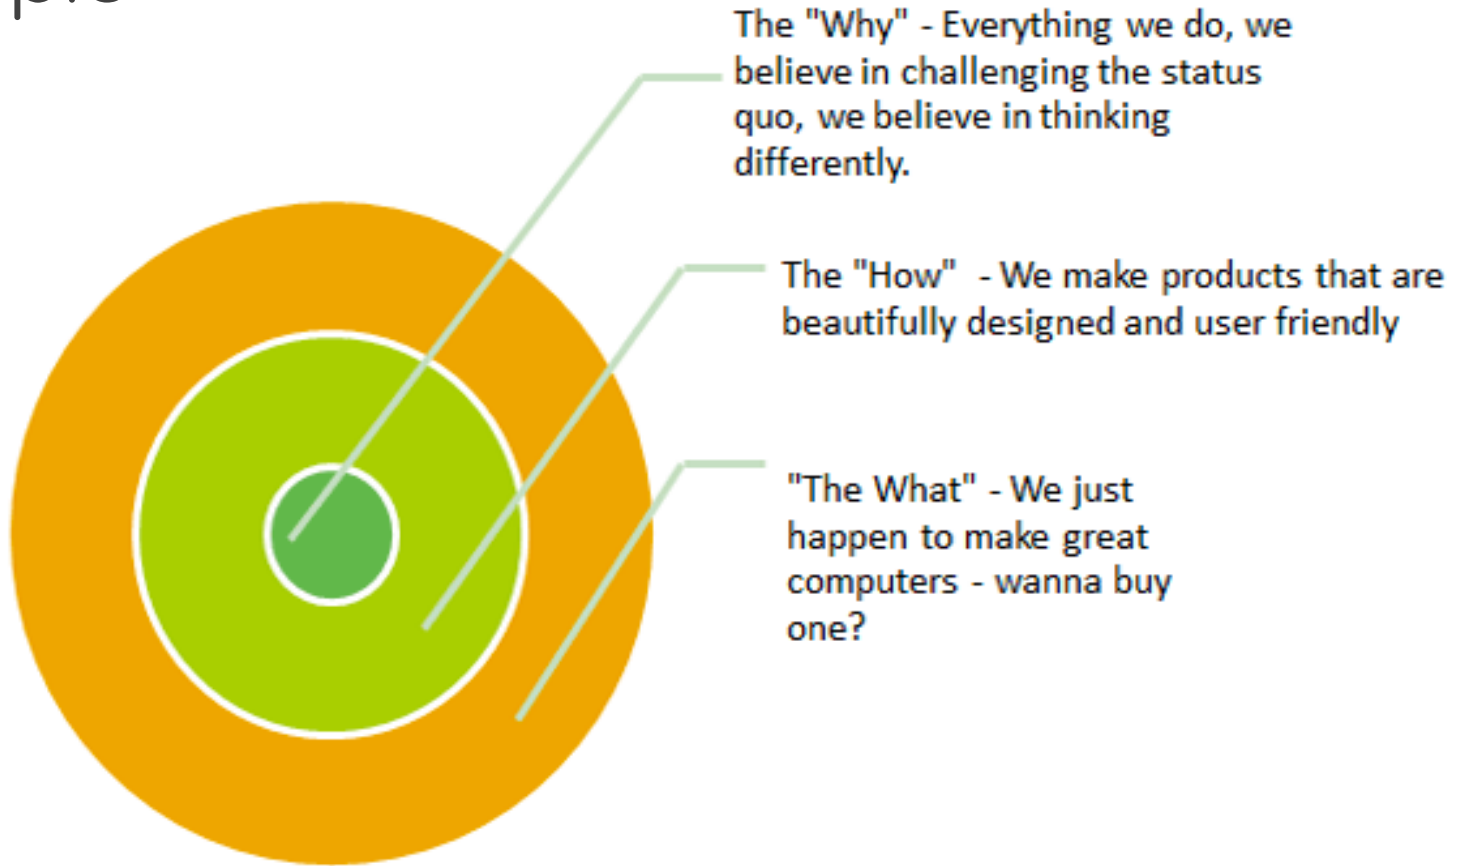 The "Why" - Everything we do, we
believe in challenging the status
quo, we believe in thinking
differently.
The "How"  - We make products that are
beautifully designed and user friendly
"The What" - We just
happen to make great
computers - wanna buy
one?